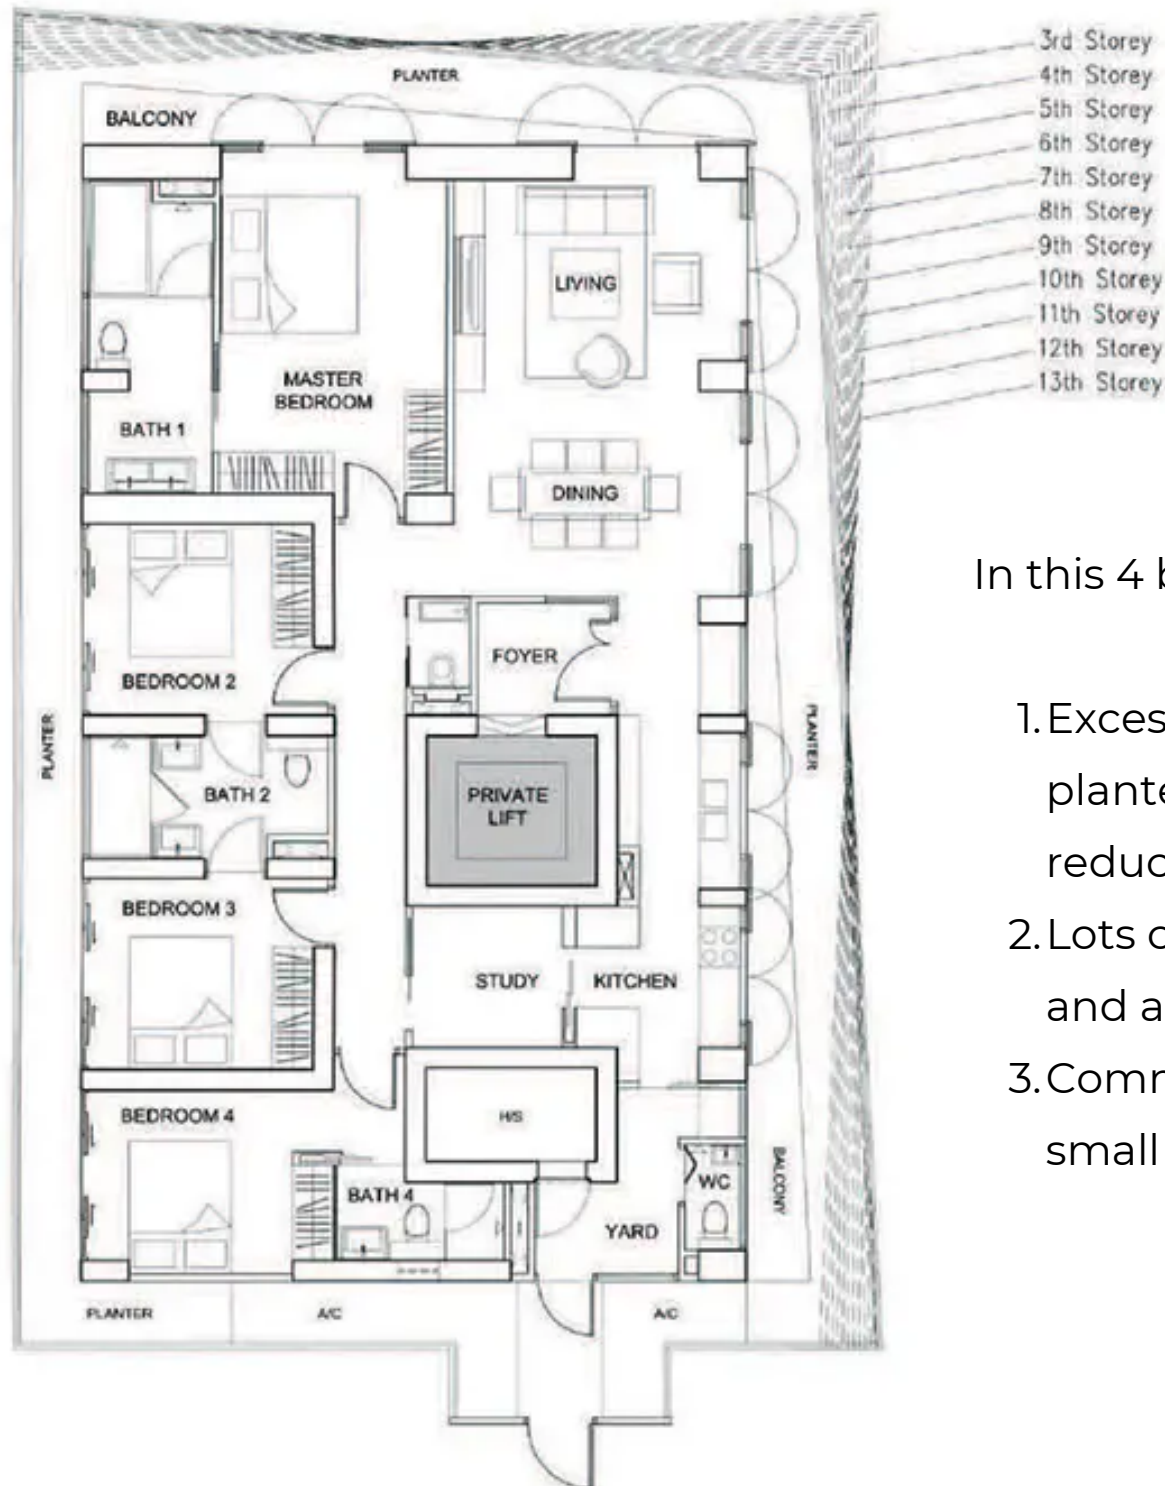 3rd Storey
PLANTER
4th Storey
BALCONY
5th Storey
6th Storey
7th Storey
8th Storey
9th Storey
LIVING
10th Storey
11th Storey
12th Storey
MASTER
BEDROOM
13th Storey
BATH 1
DINING
In this 4 b
FOYER
BEDROOM 2
1. Exces
PLANTER
PLANTER
BATH 2
PRIVATE
LIFT
plante
reduc
BEDROOM 3
2. Lots o
STUDY
KITCHEN
and a
3. Comm
BEDROOM 4
H/S
small
BATH 4
WC
BALCONY
YARD
PLANTER
A/C
A/C